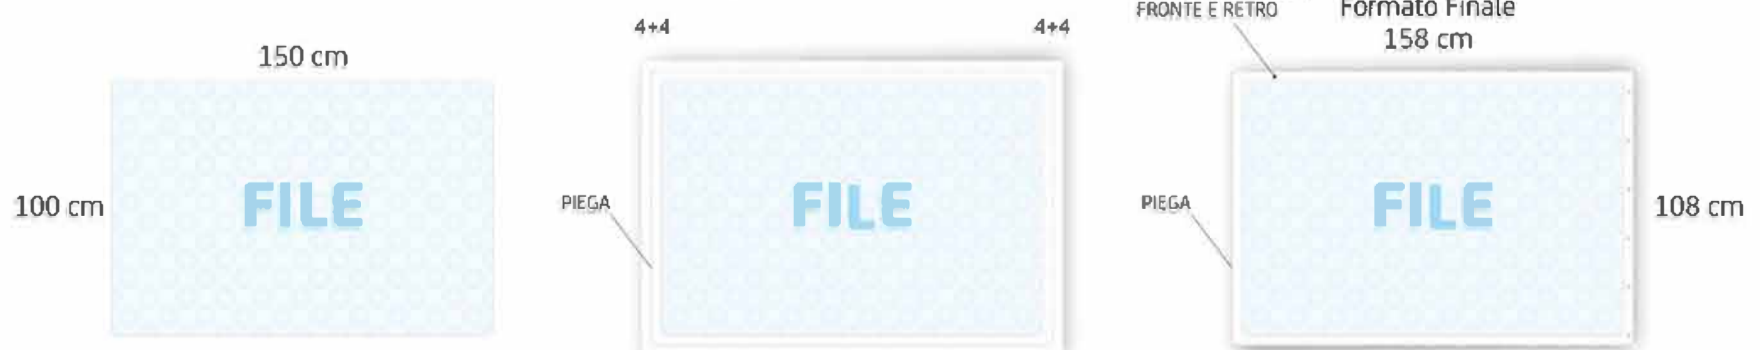 150 cm
100 cm
FILE
4+4
4+4
PIEGA
FILE
FRONTE E RETRO
Formato Finale
158 cm
PIEGA
FILE
108 cm